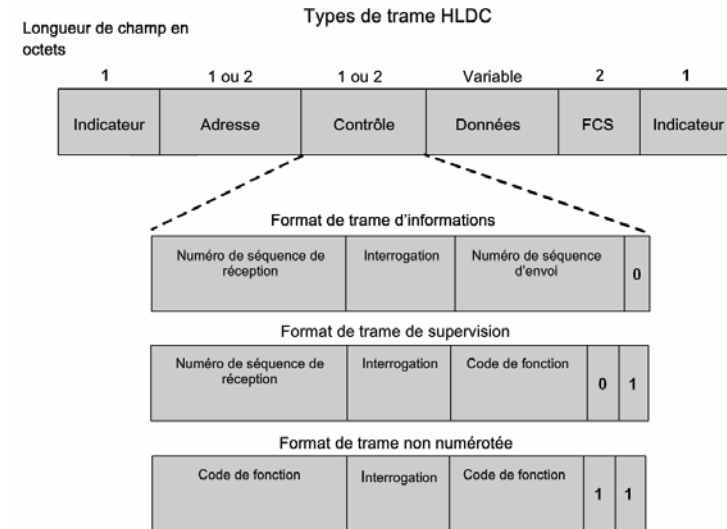 Types de trame HLDC
Longueur de champ en
octets
1 1 ou 2 1 ou 2 Variable 2 1
Indicateur Adresse Contrôle Données FCS Indicateur
Format de trame d'informations
Numéro de séquence de
réception
Interrogation
Numéro de séquence
d'envoi
0
Format de trame de supervision
Numéro de séquence de
réception
Interrogation
Code de fonction
0 1
Format de trame non numérotée
Code de fonction Interrogation Code de fonction
1 1